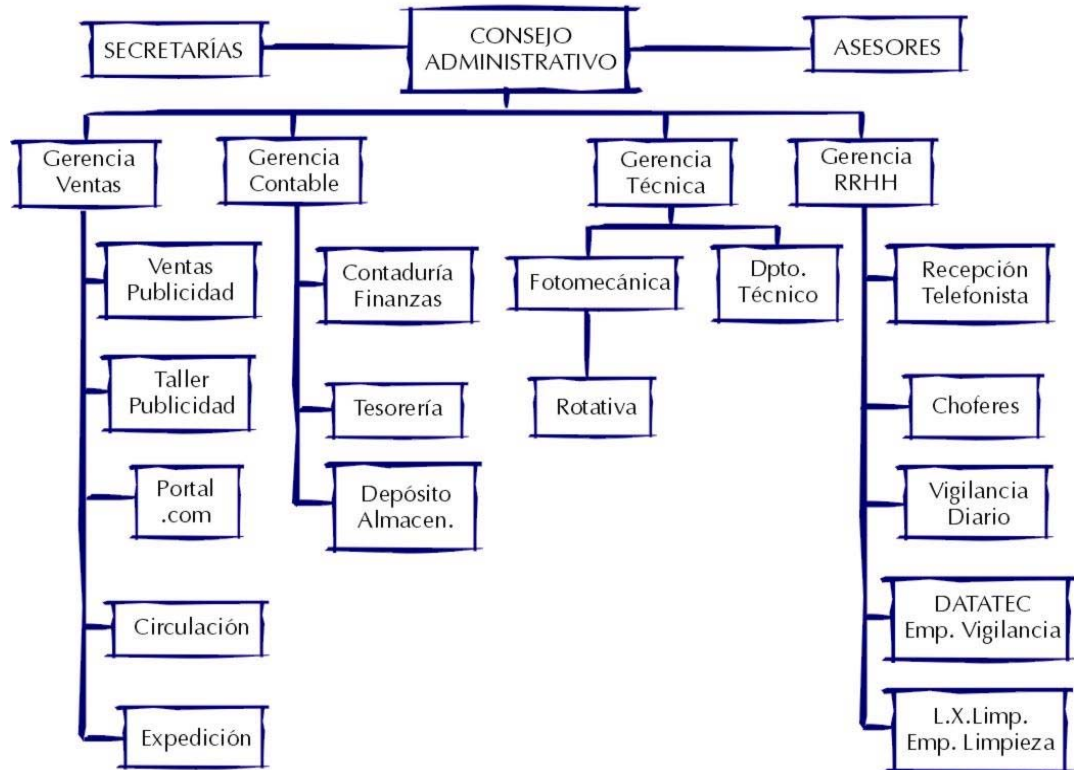 SECRETARÍAS
CONSEJO
ADMINISTRATIVO
ASESORES
Gerencia
Ventas
Gerencia
Contable
Gerencia
Técnica
Gerencia
RRHH
Ventas
Publicidad
Taller
Publicidad
Portal
.com
Circulación
Expedición
Contaduría
Finanzas
Tesorería
Depósito
Almacen.
Fotomecánica
Rotativa
Dpto.
Técnico
Recepción
Telefonista
Choferes
Vigilancia
Diario
DATATEC
Emp. Vigilancia
L.X.Limp.
Emp. Limpieza